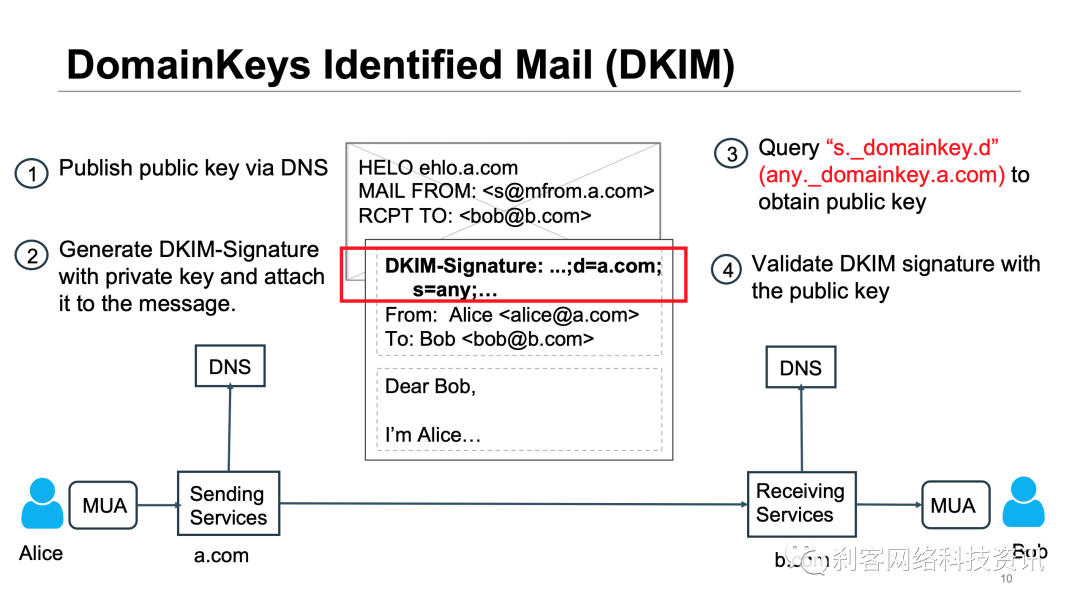 DomainKeys Identified Mail (DKIM)
1
Publish public key via DNS
2
Generate DKIM-Signature
with private key and attach
it to the message.
HELO ehlo.a.com
MAIL FROM: <s@mfrom.a.com>
RCPT TO: <bob@b.com>
DKIM-Signature: ...;d=a.com;
s=any;…
From:  Alice <alice@a.com>
To: Bob <bob@b.com>
Dear Bob,
I’m Alice…
3
Query “s._domainkey.d”
(any._domainkey.a.com) to
obtain public key
4
Validate DKIM signature with
the public key
DNS
DNS
MUA
Sending
Services
Receiving
Services
MUA
Alice
a.com
b.com
Bob
刹客网络科技资讯
10